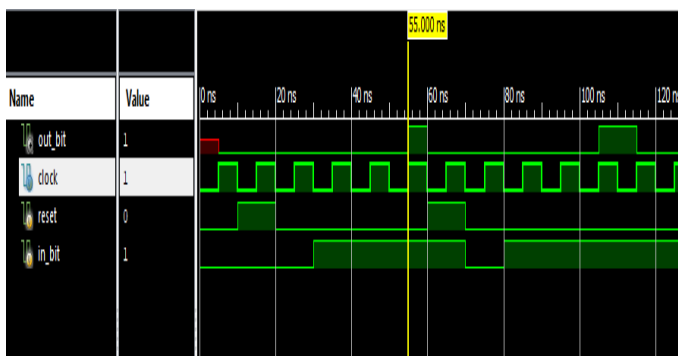 55.000 ns
Name Value 0 ns 20 ns 40 ns 60 ns 80 ns 100 ns 120 n
out_bit 1
clock 1
reset 0
in_bit 1